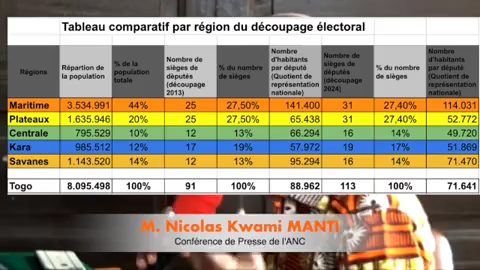 Tableau comparatif par région du découpage électoral
Régions | Répartion de la population | % de la population totale | Nombre de sièges de députés (découpage 2013) | % du nombre de sièges | Nombre d'habitants par député (Quotient de représentation nationale) | Nombre de sièges de députés (découpage 2024) | % du nombre de sièges | Nombre d'habitants par député (Quotient de représentation nationale)
Maritime | 3.534.991 | 44% | 25 | 27,50% | 141.400 | 31 | 27,40% | 114.031
Plateaux | 1.635.946 | 20% | 25 | 27,50% | 65.438 | 31 | 27,40% | 52.772
Centrale | 795.529 | 10% | 12 | 13% | 66.294 | 16 | 14% | 49.720
Kara | 985.512 | 12% | 17 | 19% | 57.972 | 19 | 17% | 51.869
Savanes | 1.143.520 | 14% | 12 | 13% | 95.294 | 16 | 14% | 71.470
Togo | 8.095.498 | 100% | 91 | 100% | 88.962 | 113 | 100% | 71.641
M. Nicolas Kwami MANTI
Conférence de Presse de l'ANC